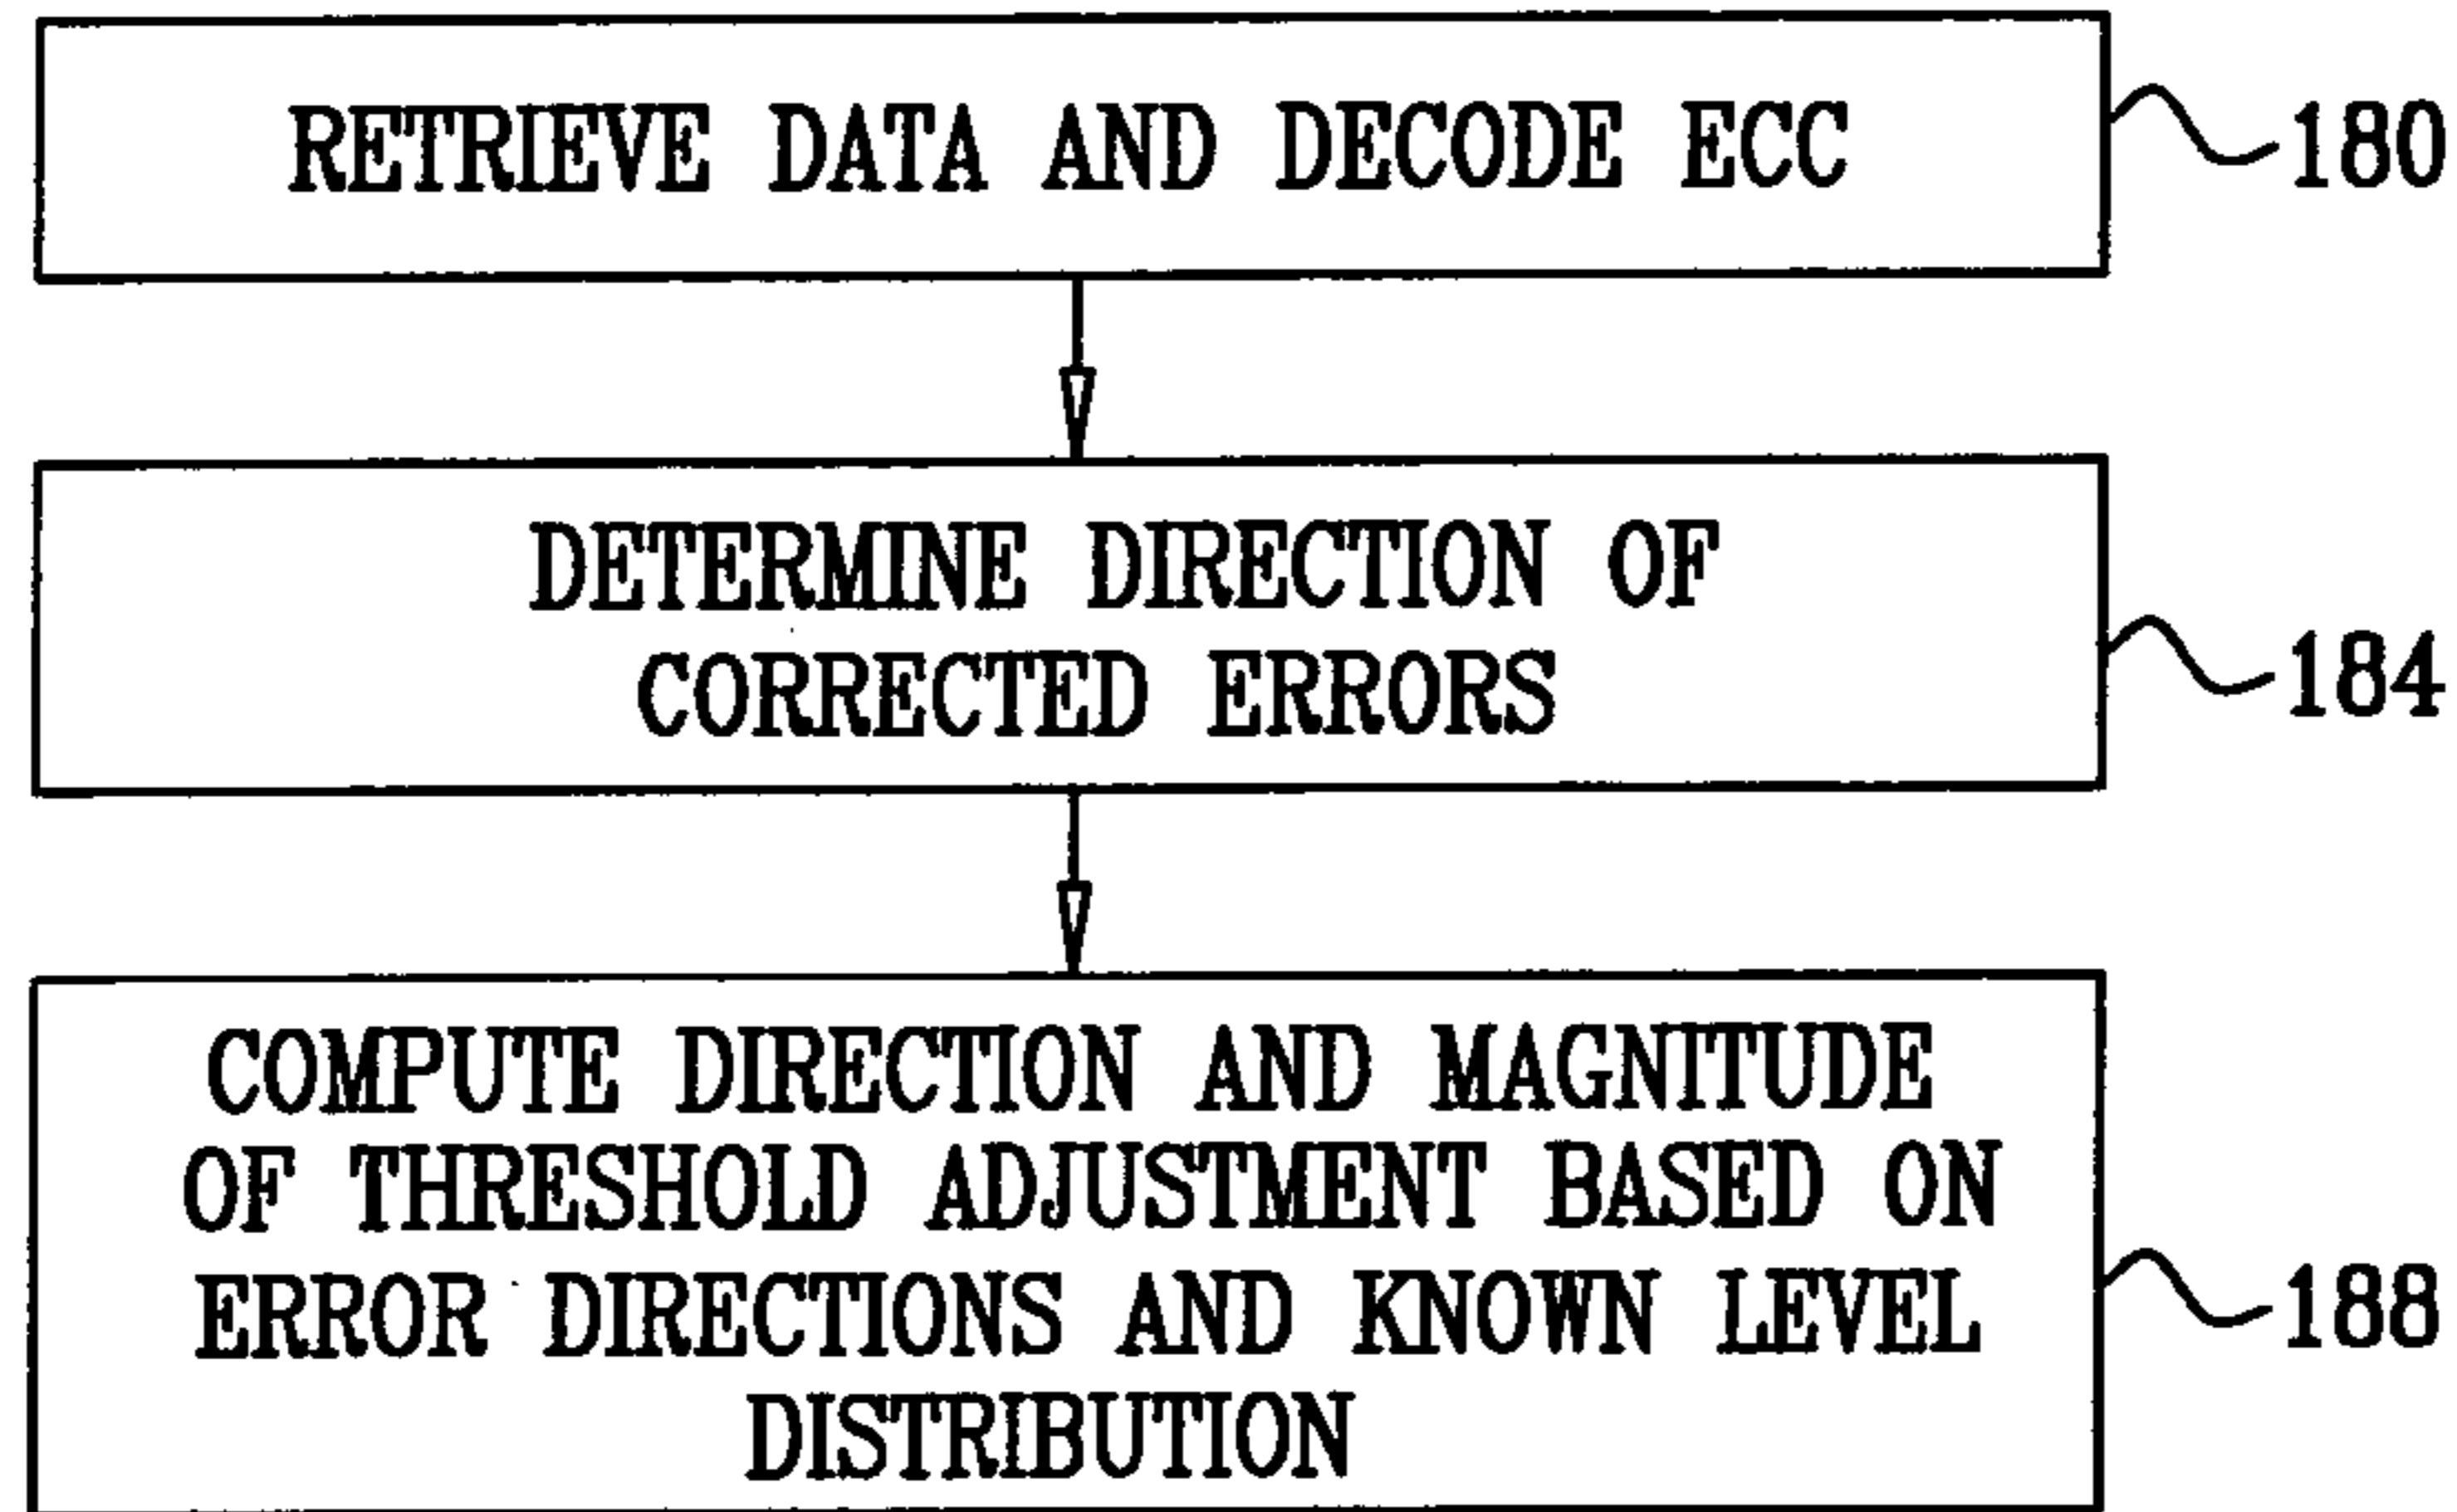 RETRIEVE DATA AND DECODE ECC
180
DETERMINE DIRECTION OF
CORRECTED ERRORS
184
COMPUTE DIRECTION AND MAGNITUDE
OF THRESHOLD ADJUSTMENT BASED ON
ERROR DIRECTIONS AND KNOWN LEVEL
DISTRIBUTION
188